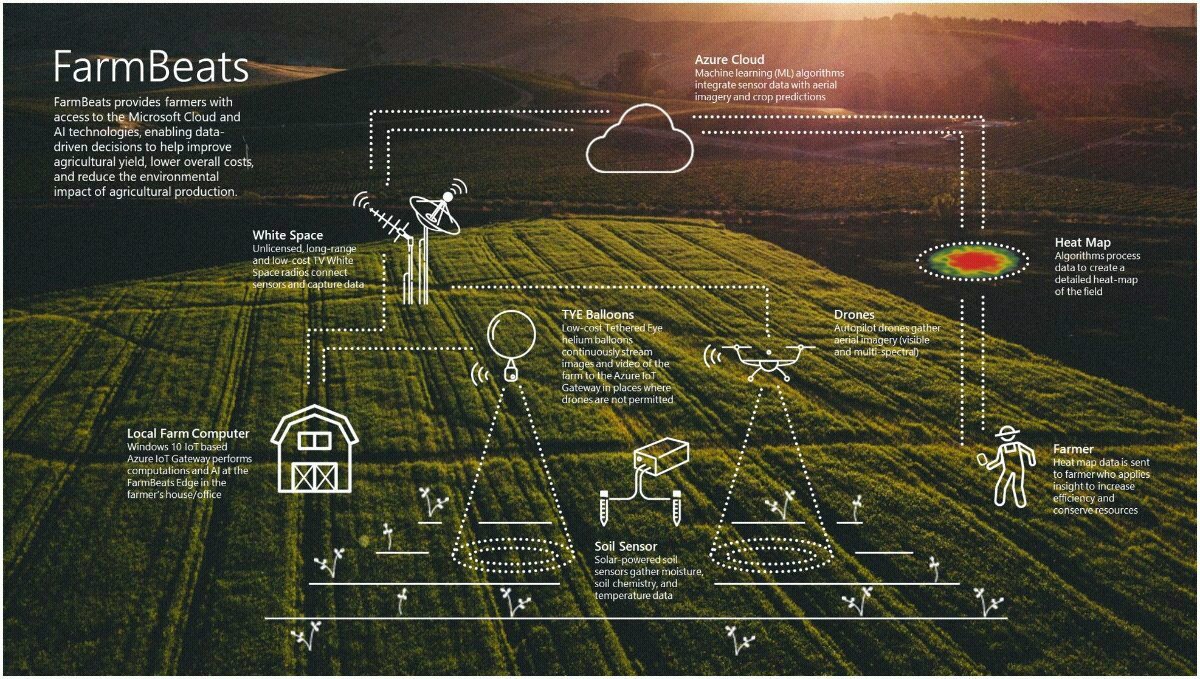 FarmBeats
FarmBeats provides farmers with
access to the Microsoft Cloud and
AI technologies, enabling data-
driven decisions to help improve
agricultural yield, lower overall costs,
and reduce the environmental
impact of agricultural production.
Azure Cloud
Machine learning (ML) algorithms
integrate sensor data with aerial
imagery and crop predictions
White Space
Unlicensed, long-range
and low-cost TV White
Space radios connect
sensors and capture data
Heat Map
Algorithms process
data to create a
detailed heat-map
of the field
TYE Balloons
Low-cost Tethered Eye
helium balloons
continuously stream
images and video of the
farm to the Azure IoT
Gateway in places where
drones are not permitted
Drones
Autopilot drones gather
aerial imagery (visible
and multi-spectral)
Local Farm Computer
Windows 10 IoT based
Azure IoT Gateway performs
computations and AI at the
FarmBeats Edge in the
farmer's house/office
Farmer
Heat map data is sent
to farmer who applies
insight to increase
efficiency and
conserve resources
Soil Sensor
Solar-powered soil
sensors gather moisture,
soil chemistry, and
temperature data